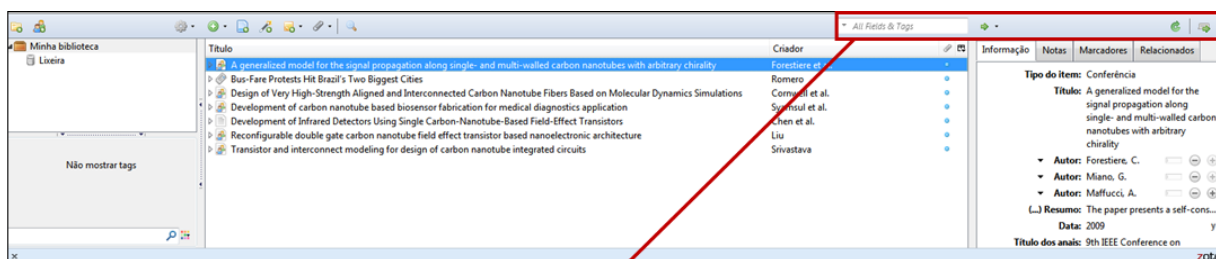 All Fields & Tags
Minha biblioteca
Lixeira
Não mostrar tags
Título Criador
A generalized model for the signal propagation along single- and multi-walled carbon nanotubes with arbitrary chirality Forestiere et
Bus-Fare Protests Hit Brazil's Two Biggest Cities Romero
Design of Very High-Strength Aligned and Interconnected Carbon Nanotube Fibers Based on Molecular Dynamics Simulations Cornwell et al.
Development of carbon nanotube based biosensor fabrication for medical diagnostics application Syamsul et al.
Development of Infrared Detectors Using Single Carbon-Nanotube-Based Field-Effect Transistors Chen et al.
Reconfigurable double gate carbon nanotube field effect transistor based nanoelectronic architecture Liu
Transistor and interconnect modeling for design of carbon nanotube integrated circuits Srivastava
Informação Notas Marcadores Relacionados
Tipo do item: Conferência
Título: A generalized model for the
signal propagation along
single- and multi-walled carbon
nanotubes with arbitrary
chirality
Autor: Forestiere, C.
Autor: Miano, G.
Autor: Maffucci, A.
(...) Resumo: The paper presents a self-cons...
Data: 2009 y
Título dos anais: 9th IEEE Conference on
zot